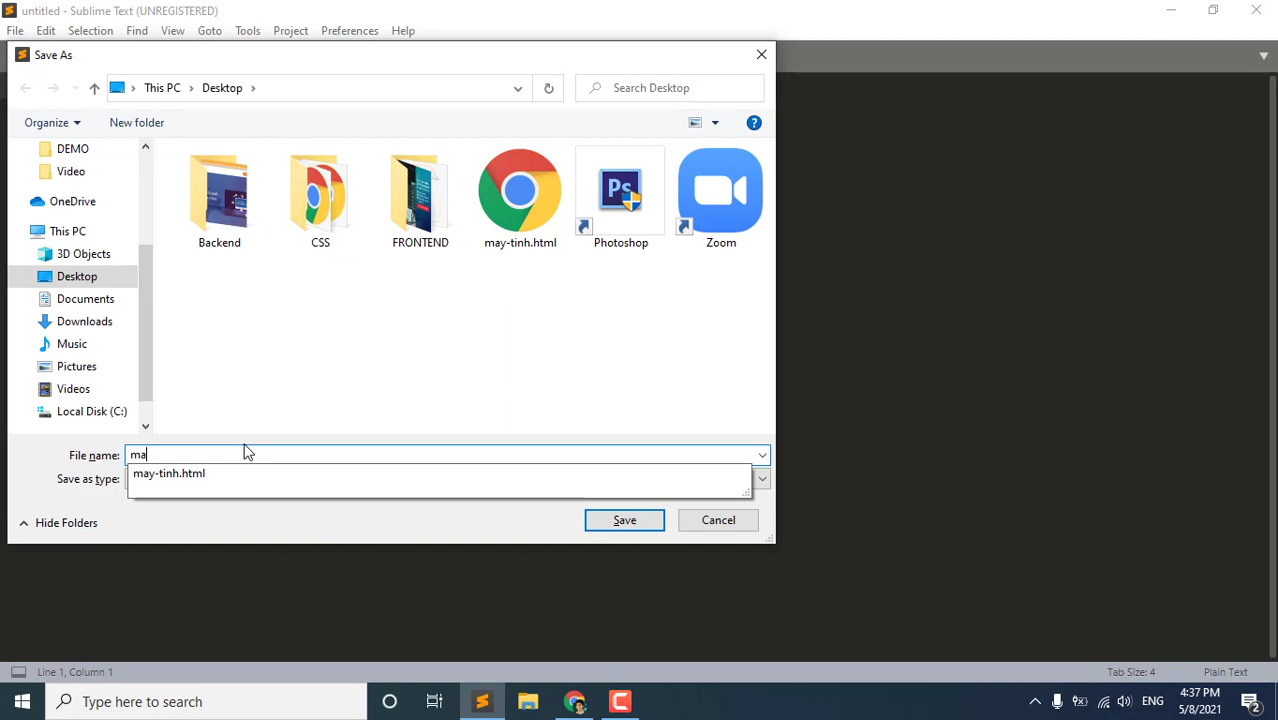 untitled - Sublime Text (UNREGISTERED)
File Edit Selection Find View Goto Tools Project Preferences Help
Save As
This PC Desktop
Search Desktop
Organize New folder
DEMO
Video
OneDrive
This PC
3D Objects
Desktop
Documents
Downloads
Music
Pictures
Videos
Local Disk (C:)
Backend CSS FRONTEND may-tinh.html Photoshop Zoom
Ps
File name: ma
may-tinh.html
Save as type:
Hide Folders Save Cancel
Line 1, Column 1 Tab Size: 4 Plain Text
Type here to search
ENG
4:37 PM
5/8/2021
2